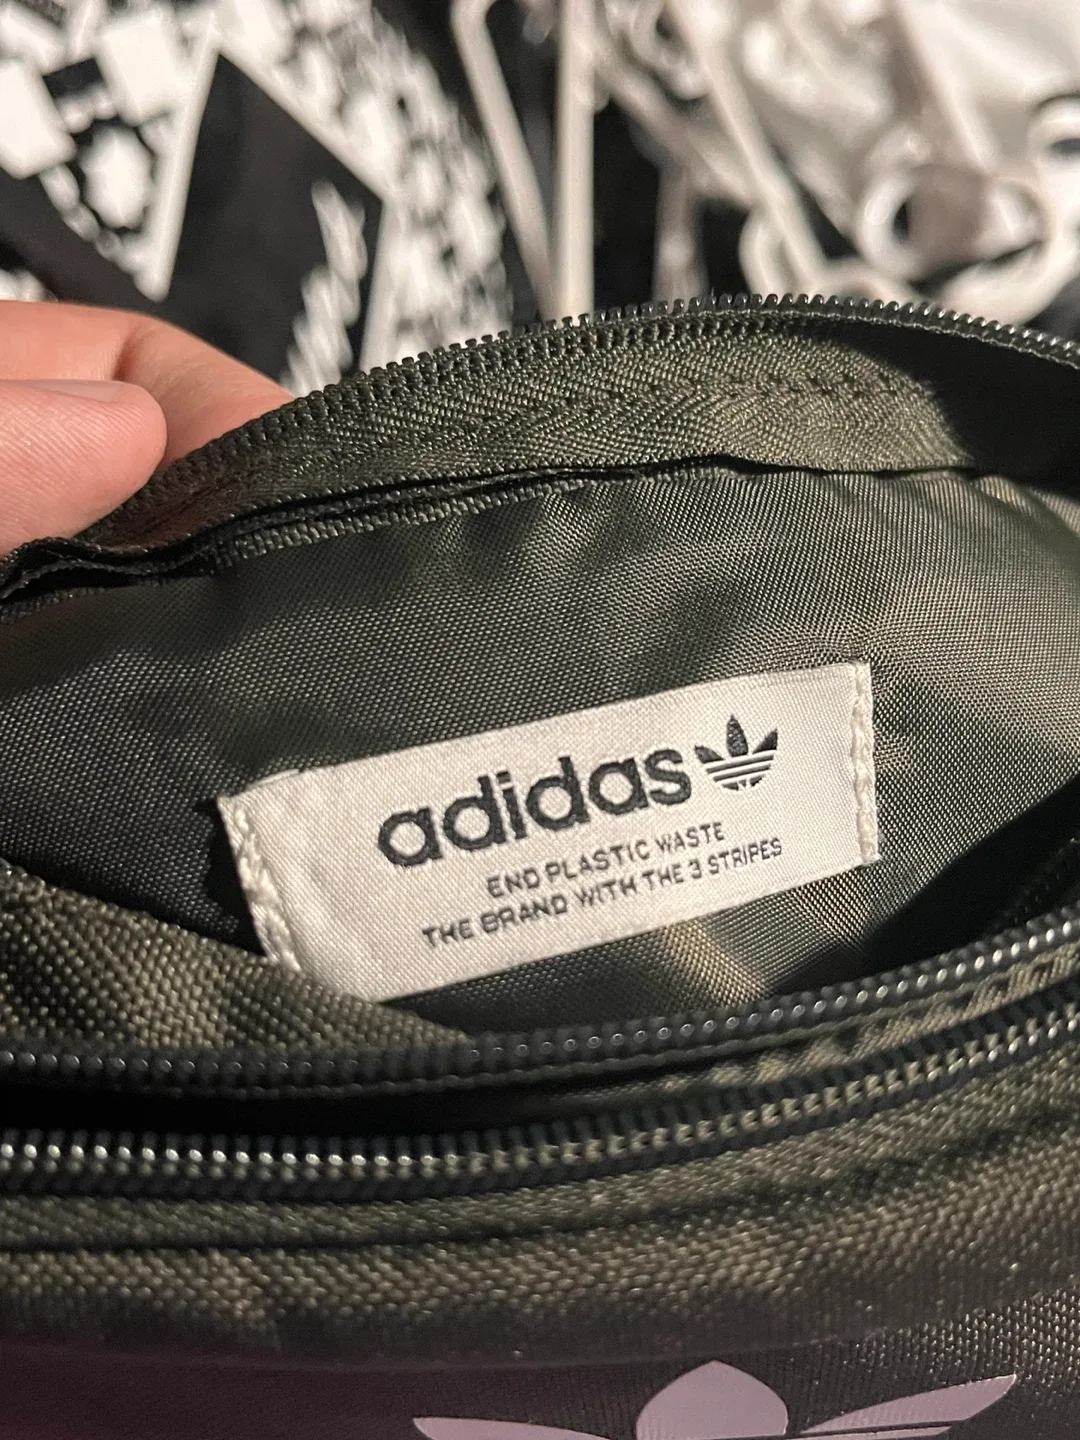 adidas
END PLASTIC WASTE
THE BRAND WITH THE 3 STRIPES